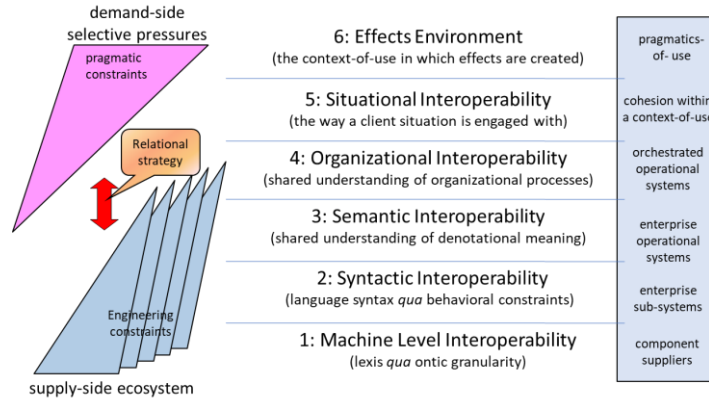 demand-side
selective pressures
pragmatic
constraints
Relational
strategy
Engineering
constraints
supply-side ecosystem
6: Effects Environment
(the context-of-use in which effects are created)
5: Situational Interoperability
(the way a client situation is engaged with)
4: Organizational Interoperability
(shared understanding of organizational processes)
3: Semantic Interoperability
(shared understanding of denotational meaning)
2: Syntactic Interoperability
(language syntax qua behavioral constraints)
1: Machine Level Interoperability
(lexis qua ontic granularity)
pragmatics-
of- use
cohesion within
a context-of-use
orchestrated
operational
systems
enterprise
operational
systems
enterprise
sub-systems
component
suppliers